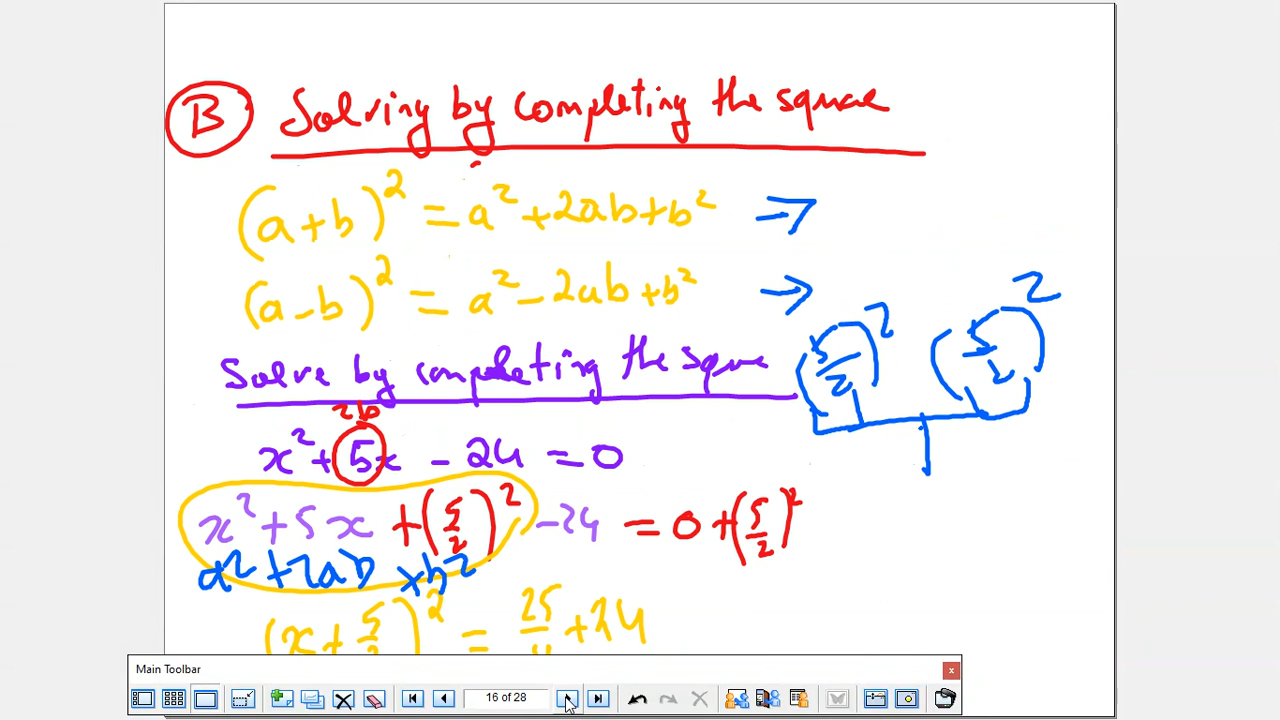 B Solving by completing the square
(a+b)² = a²+2ab+b² →
(a-b)² = a²-2ab+b² →
Solve by completing the squre
(5/2)² (5/2)²
2b
x² + 5x - 24 = 0
x²+5x +(5/2)² -24 = 0 +(5/2)²
a² +2ab +b²
(x + 5/2)² = 25/4 +24
Main Toolbar
16 of 28